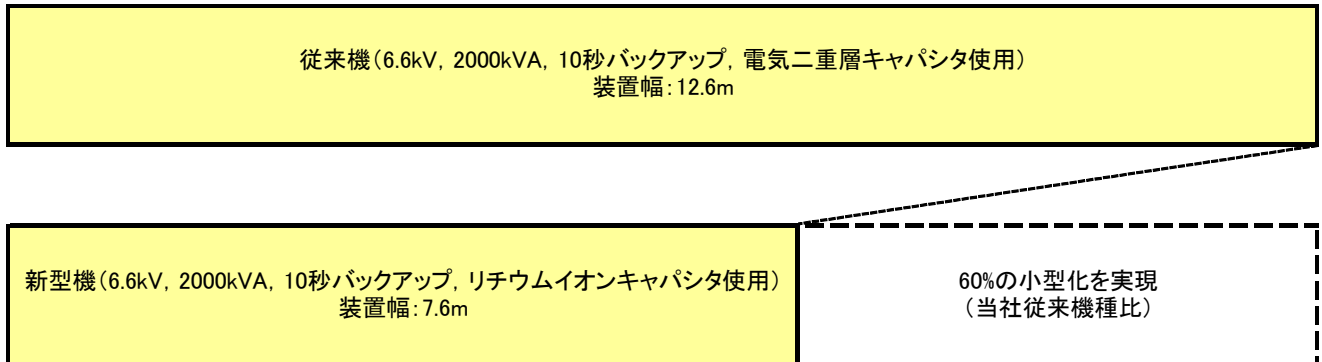 従来機(6.6kV, 2000kVA, 10秒バックアップ, 電気二重層キャパシタ使用)
装置幅:12.6m
新型機(6.6kV, 2000kVA, 10秒バックアップ, リチウムイオンキャパシタ使用)
装置幅:7.6m
60%の小型化を実現
(当社従来機種比)